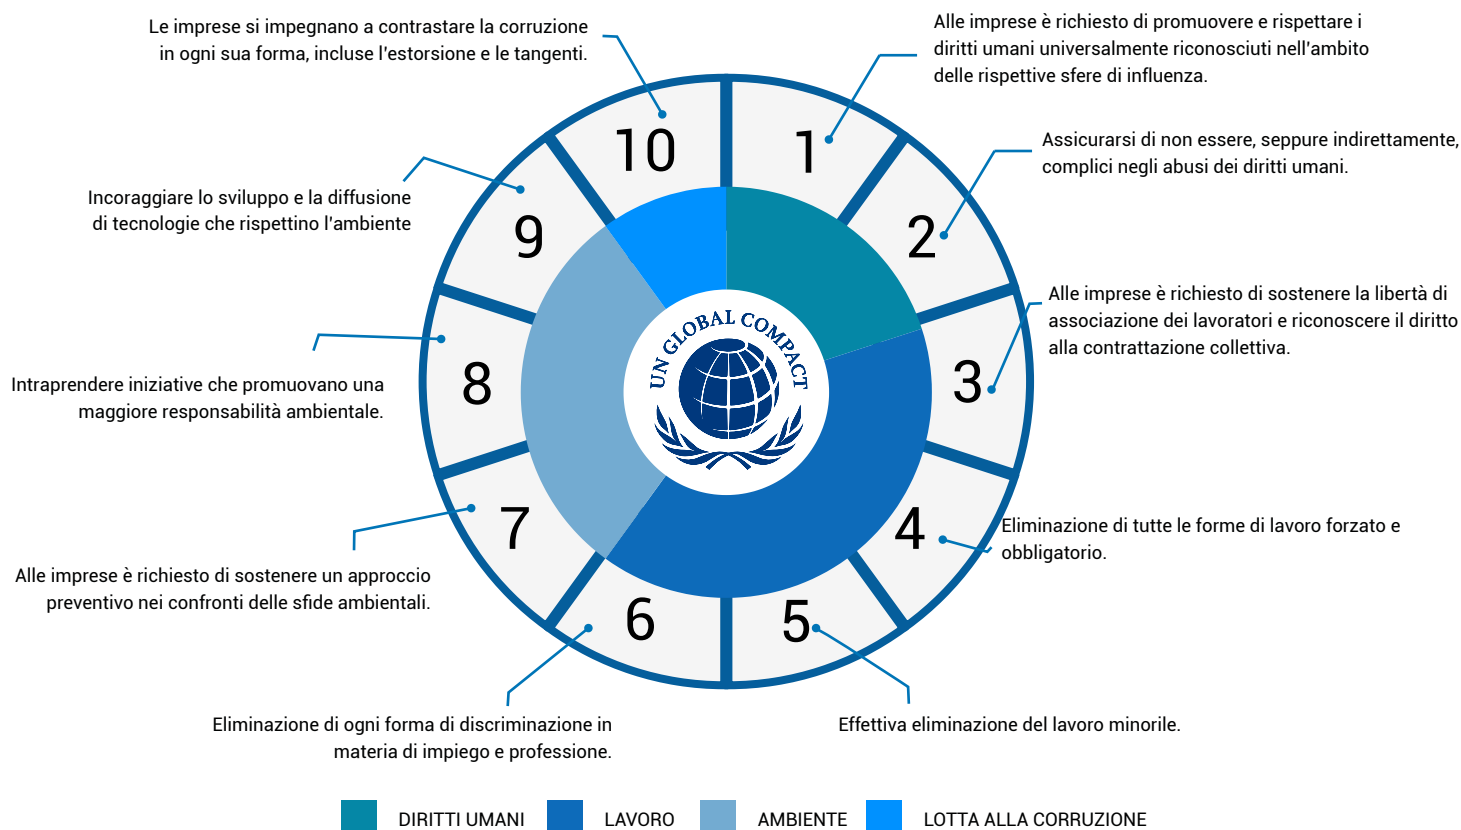 Le imprese si impegnano a contrastare la corruzione
in ogni sua forma, incluse l'estorsione e le tangenti.
Alle imprese è richiesto di promuovere e rispettare i
diritti umani universalmente riconosciuti nell'ambito
delle rispettive sfere di influenza.
Assicurarsi di non essere, seppure indirettamente,
complici negli abusi dei diritti umani.
Incoraggiare lo sviluppo e la diffusione
di tecnologie che rispettino l'ambiente
Alle imprese è richiesto di sostenere la libertà di
associazione dei lavoratori e riconoscere il diritto
alla contrattazione collettiva.
Intraprendere iniziative che promuovano una
maggiore responsabilità ambientale.
Eliminazione di tutte le forme di lavoro forzato e
obbligatorio.
Alle imprese è richiesto di sostenere un approccio
preventivo nei confronti delle sfide ambientali.
Eliminazione di ogni forma di discriminazione in
materia di impiego e professione.
Effettiva eliminazione del lavoro minorile.
10
1
2
3
4
5
6
7
8
9
UN GLOBAL COMPACT
DIRITTI UMANI
LAVORO
AMBIENTE
LOTTA ALLA CORRUZIONE